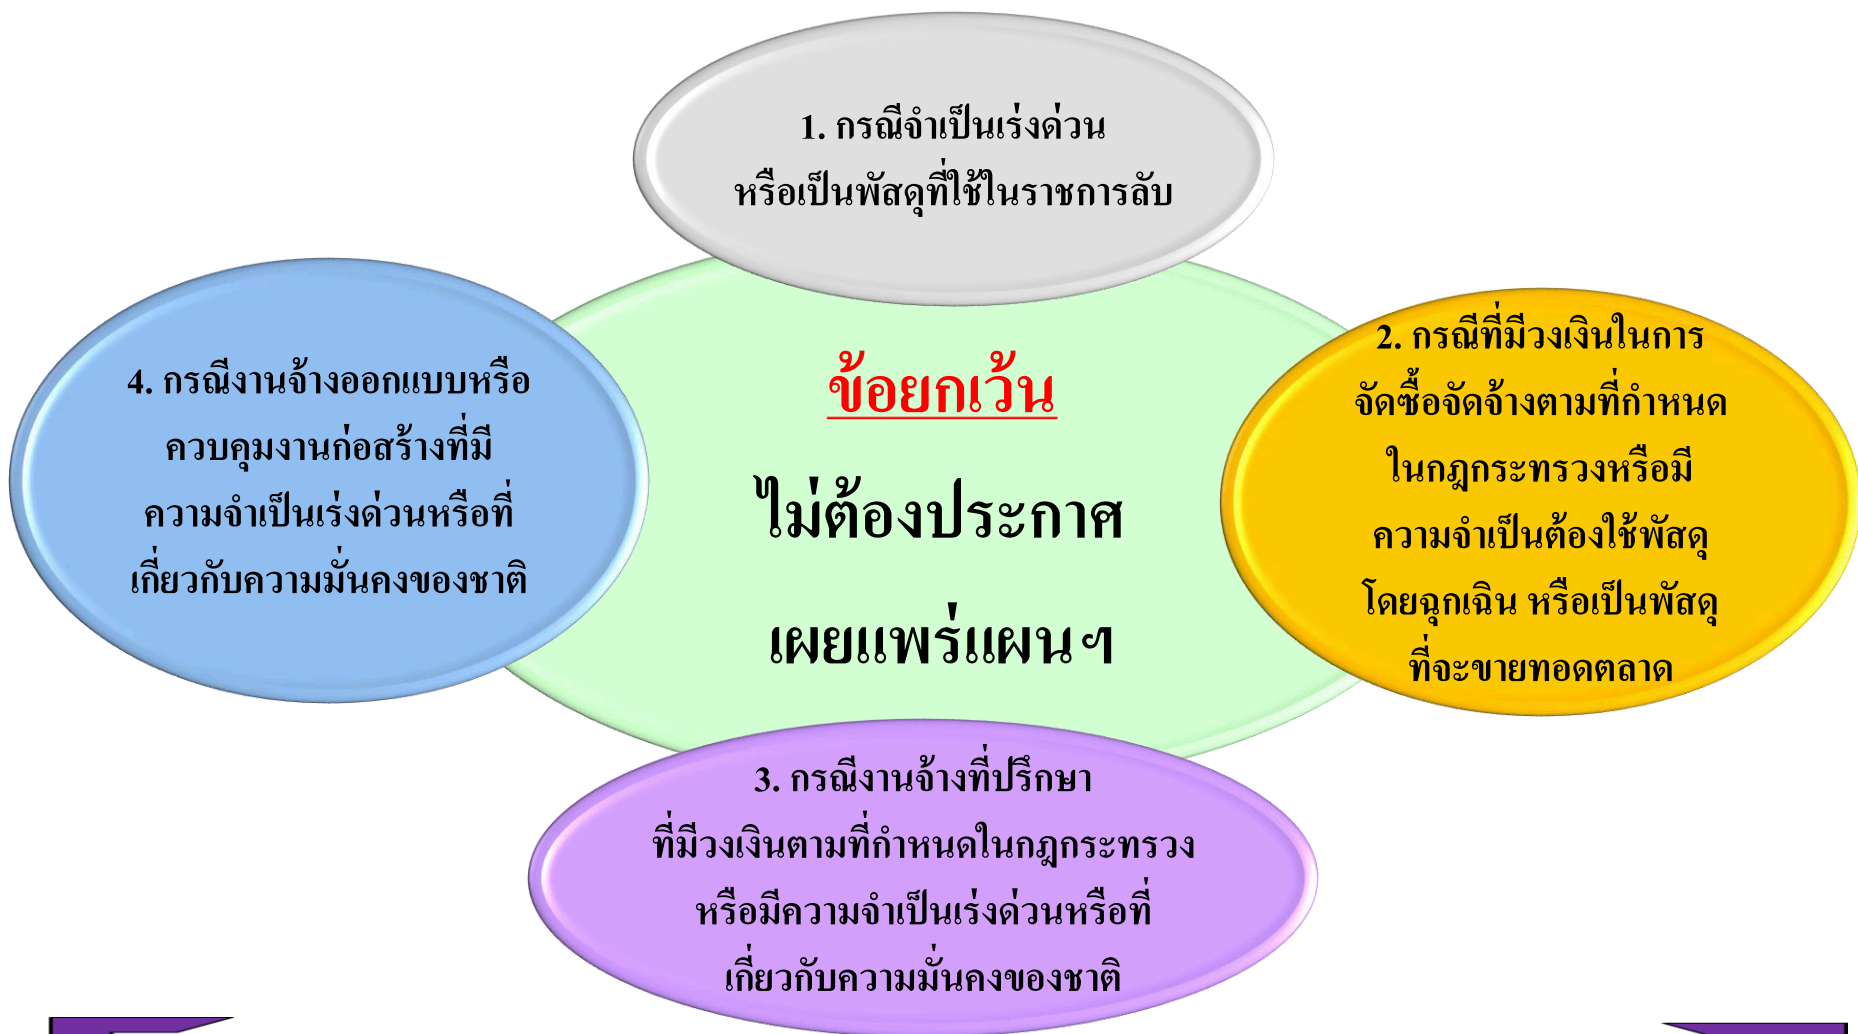 1. กรณีจำเป็นเร่งด่วน
หรือเป็นพัสดุที่ใช้ในราชการลับ
ข้อยกเว้น
ไม่ต้องประกาศ
เผยแพร่แผนฯ
2. กรณีที่มีวงเงินในการ
จัดซื้อจัดจ้างตามที่กำหนด
ในกฎกระทรวงหรือมี
ความจำเป็นต้องใช้พัสดุ
โดยฉุกเฉิน หรือเป็นพัสดุ
ที่จะขายทอดตลาด
3. กรณีงานจ้างที่ปรึกษา
ที่มีวงเงินตามที่กำหนดในกฎกระทรวง
หรือมีความจำเป็นเร่งด่วนหรือที่
เกี่ยวกับความมั่นคงของชาติ
4. กรณีงานจ้างออกแบบหรือ
ควบคุมงานก่อสร้างที่มี
ความจำเป็นเร่งด่วนหรือที่
เกี่ยวกับความมั่นคงของชาติ